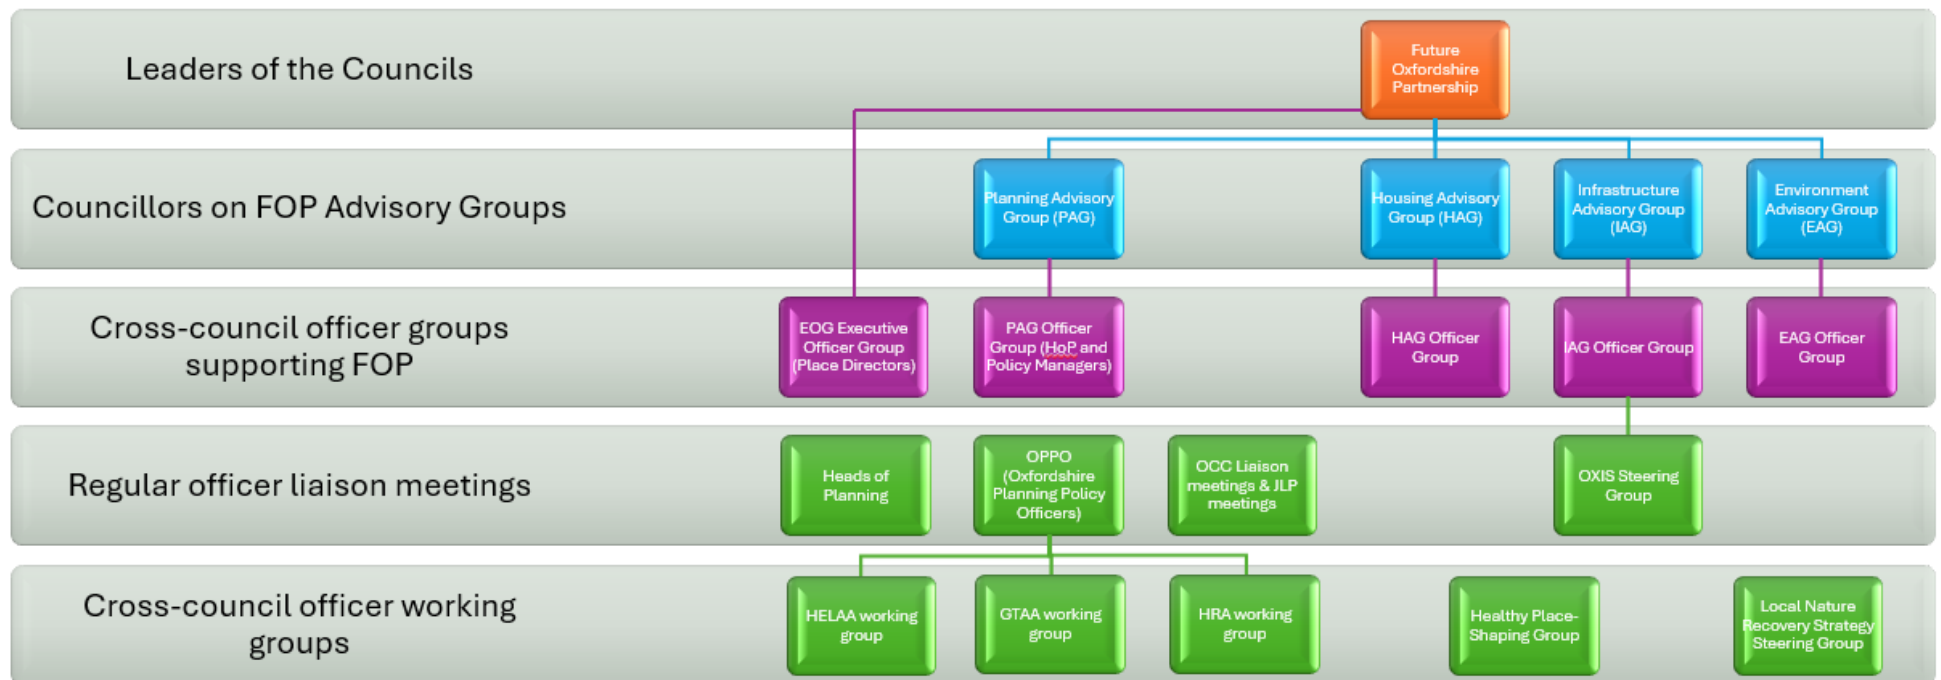 Leaders of the Councils
Future
Oxfordshire
Partnership
Councillors on FOP Advisory Groups
Planning Advisory
Group (PAG)
Housing Advisory
Group (HAG)
Infrastructure
Advisory Group
(IAG)
Environment
Advisory Group
(EAG)
Cross-council officer groups
supporting FOP
EOG Executive
Officer Group
(Place Directors)
PAG Officer
Group (HoP and
Policy Managers)
HAG Officer
Group
IAG Officer Group
EAG Officer
Group
Regular officer liaison meetings
Heads of
Planning
OPPO
(Oxfordshire
Planning Policy
Officers)
OCC Liaison
meetings & JLP
meetings
OXIS Steering
Group
Cross-council officer working
groups
HELAA working
group
GTAA working
group
HRA working
group
Healthy Place-
Shaping Group
Local Nature
Recovery Strategy
Steering Group